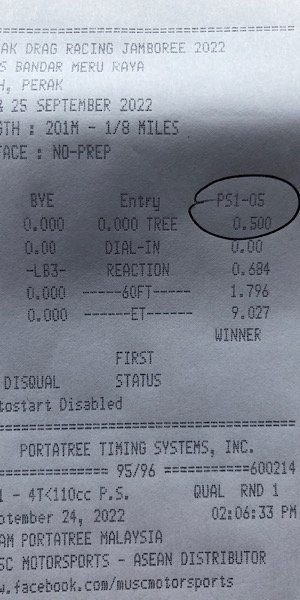 AK DRAG RACING JAMBOREE 2022
S BANDAR MERU RAYA
H, PERAK
& 25 SEPTEMBER 2022
GTH : 201M - 1/8 MILES
FACE : NO-PREP
BYE Entry PS1-05
0.000 0.000 TREE 0.500
0.00 DIAL-IN 0.00
-LB3- REACTION 0.684
0.000 -----60FT----- 1.796
0.000 ------ET------ 9.027
WINNER
FIRST
DISQUAL STATUS
tostart Disabled
PORTATREE TIMING SYSTEMS, INC.
============ 95/96 ===========600214
1 - 4T<110cc P.S. QUAL RND 1
ptember 24, 2022 02:06:33 PM
AM PORTATREE MALAYSIA
SC MOTORSPORTS - ASEAN DISTRIBUTOR
w.facebook.com/muscmotorsports